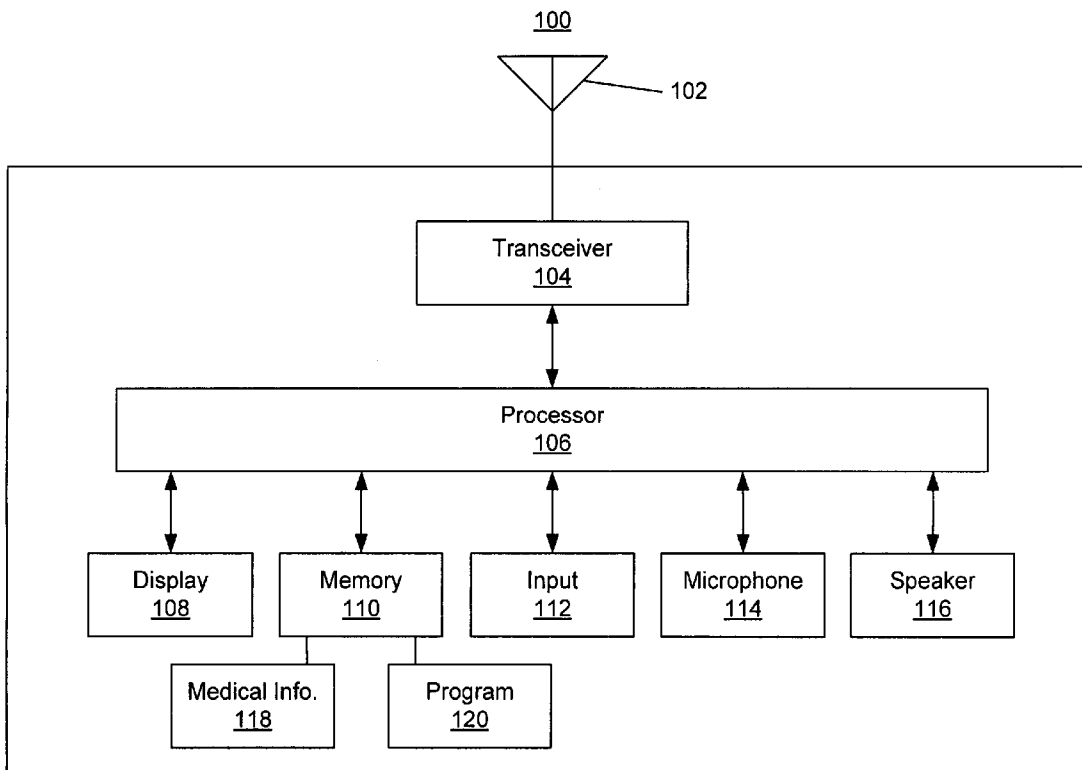 100
102
Transceiver
104
Processor
106
Display
108
Memory
110
Input
112
Microphone
114
Speaker
116
Medical Info.
118
Program
120